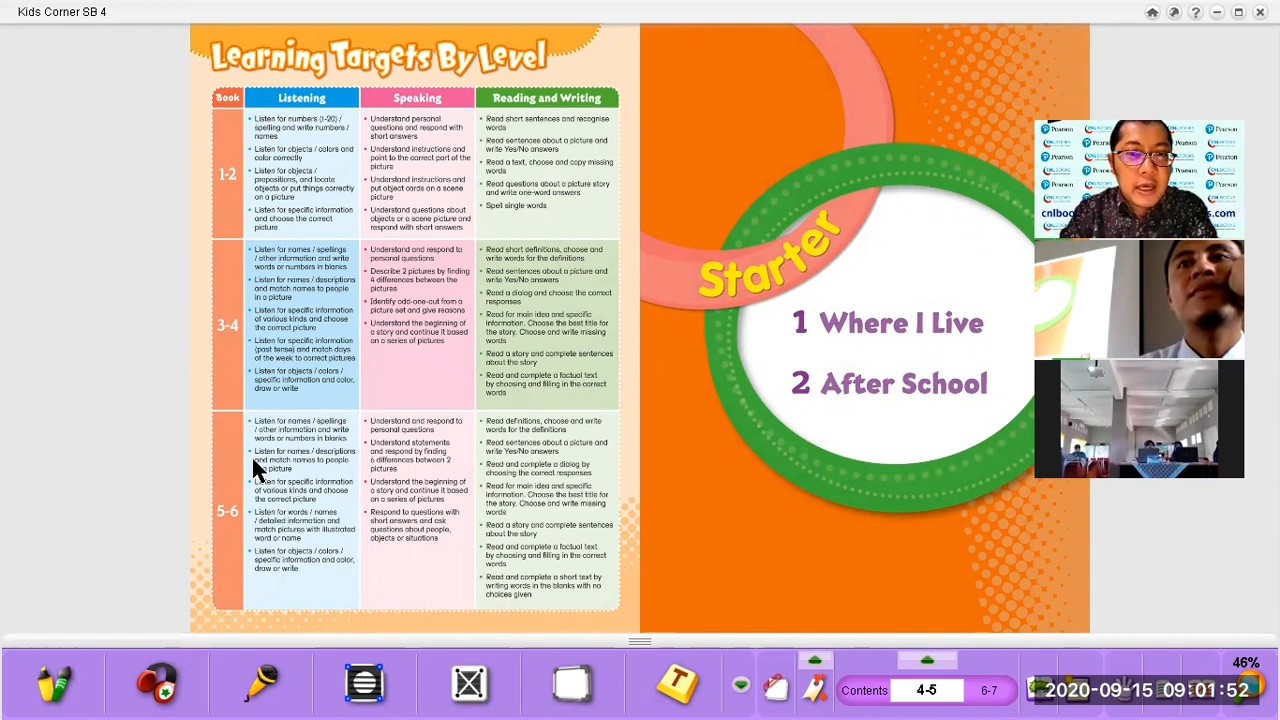 Kids Corner SB 4
Learning Targets By Level
Book
Listening
Speaking
Reading and Writing
1-2
• Listen for numbers (1-20) /
spelling and write numbers /
names
• Listen for objects / colors and
color correctly
• Listen for objects /
prepositions, and locate
objects or put things correctly
on a picture
• Listen for specific information
and choose the correct
picture
• Understand personal
questions and respond with
short answers
• Understand instructions and
point to the correct part of the
picture
• Understand instructions and
put object cards on a scene
picture
• Understand questions about
objects or a scene picture and
respond with short answers
• Read short sentences and recognise
words
• Read sentences about a picture and
write Yes/No answers
• Read a text, choose and copy missing
words
• Read questions about a picture story
and write one-word answers
• Spell single words
3-4
• Listen for names / spellings
/ other information and write
words or numbers in blanks
• Listen for names / descriptions
and match names to people
in a picture
• Listen for specific information
of various kinds and choose
the correct picture
• Listen for specific information
(past tense) and match days
of the week to correct pictures
• Listen for objects / colors /
specific information and color,
draw or write
• Understand and respond to
personal questions
• Describe 2 pictures by finding
4 differences between the
pictures
• Identify odd-one-out from a
picture set and give reasons
• Understand the beginning of
a story and continue it based
on a series of pictures
• Read short definitions, choose and
write words for the definitions
• Read sentences about a picture and
write Yes/No answers
• Read a dialog and choose the correct
responses
• Read for main idea and specific
information. Choose the best title for
the story. Choose and write missing
words
• Read a story and complete sentences
about the story
• Read and complete a factual text
by choosing and filling in the correct
words
5-6
• Listen for names / spellings
/ other information and write
words or numbers in blanks
• Listen for names / descriptions
and match names to people
picture
• Listen for specific information
of various kinds and choose
the correct picture
• Listen for words / names
/ detailed information and
match pictures with illustrated
word or name
• Listen for objects / colors /
specific information and color,
draw or write
• Understand and respond to
personal questions
• Understand statements
and respond by finding
6 differences between 2
pictures
• Understand the beginning of
a story and continue it based
on a series of pictures
• Respond to questions with
short answers and ask
questions about people,
objects or situations
• Read definitions, choose and write
words for the definitions
• Read sentences about a picture and
write Yes/No answers
• Read and complete a dialog by
choosing the correct responses
• Read for main idea and specific
information. Choose the best title for
the story. Choose and write missing
words
• Read a story and complete sentences
about the story
• Read and complete a factual text
by choosing and filling in the correct
words
• Read and complete a short text by
writing words in the blanks with no
choices given
Starter
1 Where I Live
2 After School
Pearson
Pearson
Pearson
Pearson
Pearson
cnlbook
s.com
T
Contents
4-5
6-7
46%
2020-09-15 09:01:52